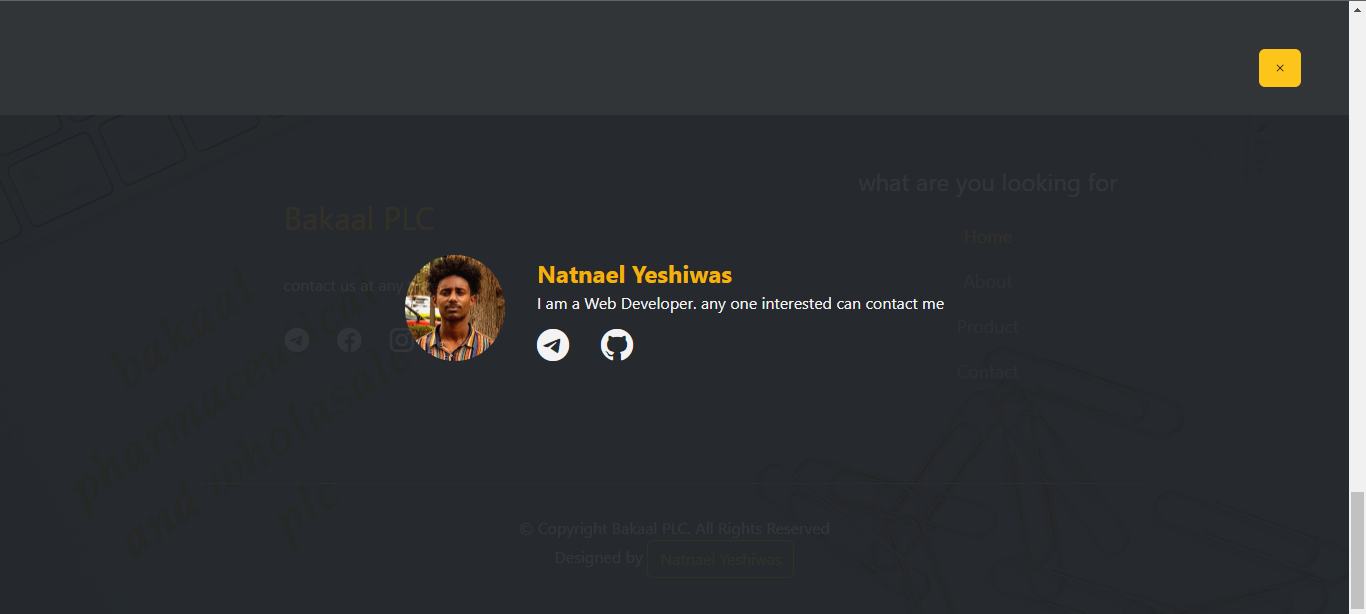 ×
what are you looking for
Bakaal PLC
Home
Natnael Yeshiwas
contact us at any
About
I am a Web Developer. any one interested can contact me
Product
Contact
bakaal
pharmaceutical
and wholasale
plc
© Copyright Bakaal PLC. All Rights Reserved
Designed by Natnael Yeshiwas